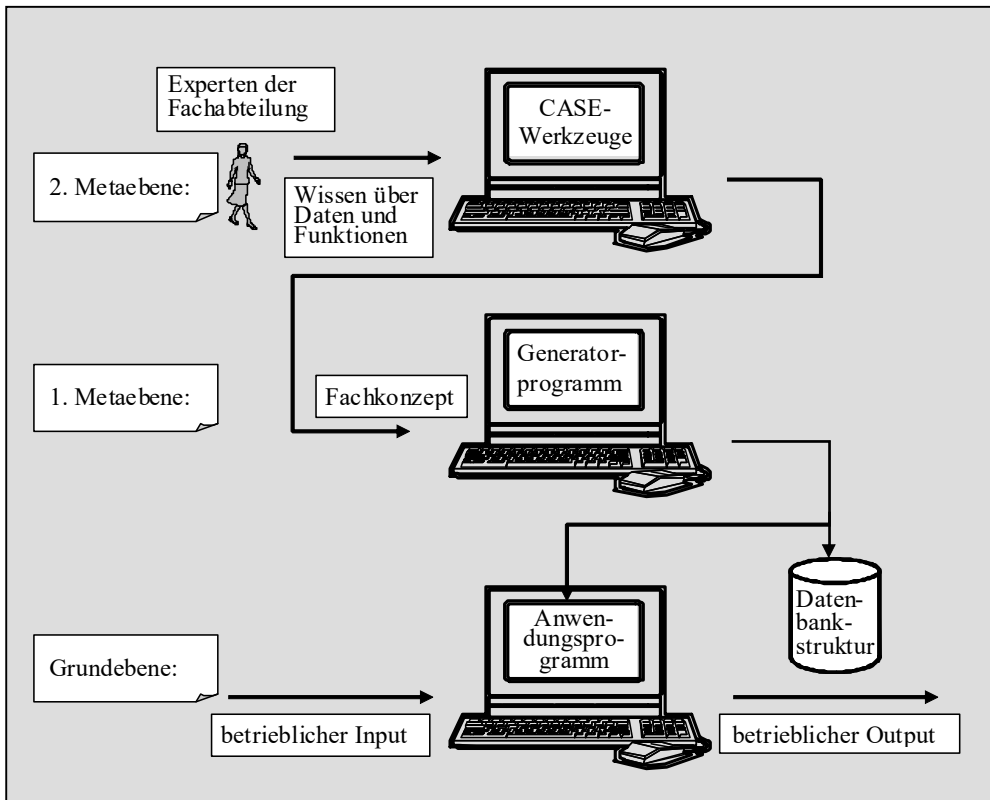 Experten der
Fachabteilung
CASE-
Werkzeuge
2. Metaebene:
Wissen über
Daten und
Funktionen
Generator-
programm
1. Metaebene:
Fachkonzept
Anwen-
dungspro-
gramm
Daten-
bank-
struktur
Grundebene:
betrieblicher Input
betrieblicher Output